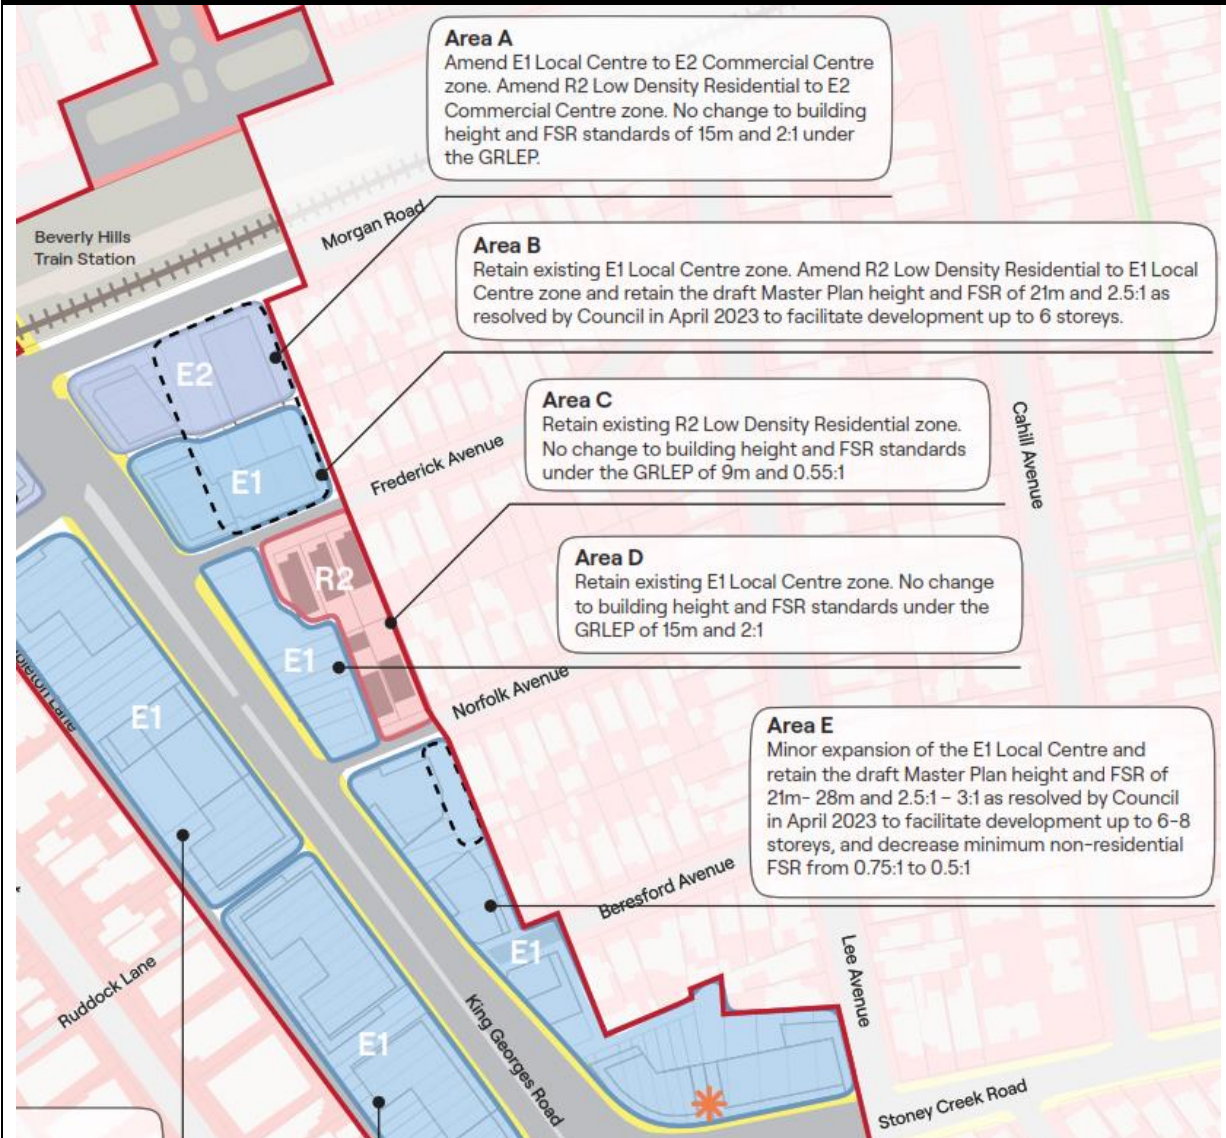 Area A
Amend E1 Local Centre to E2 Commercial Centre
zone. Amend R2 Low Density Residential to E2
Commercial Centre zone. No change to building
height and FSR standards of 15m and 2:1 under
the GRLEP.
Morgan Road
Beverly Hills
Train Station
Area B
Retain existing E1 Local Centre zone. Amend R2 Low Density Residential to E1 Local
Centre zone and retain the draft Master Plan height and FSR of 21m and 2.5:1 as
resolved by Council in April 2023 to facilitate development up to 6 storeys.
E2
Area C
Retain existing R2 Low Density Residential zone.
No change to building height and FSR standards
under the GRLEP of 9m and 0.55:1
Cahill Avenue
Frederick Avenue
E1
Area D
Retain existing E1 Local Centre zone. No change
to building height and FSR standards under the
GRLEP of 15m and 2:1
R2
E1
Norfolk Avenue
E1
Area E
Minor expansion of the E1 Local Centre and
retain the draft Master Plan height and FSR of
21m- 28m and 2.5:1 – 3:1 as resolved by Council
in April 2023 to facilitate development up to 6-8
storeys, and decrease minimum non-residential
FSR from 0.75:1 to 0.5:1
Beresford Avenue
E1
Lee Avenue
Ruddock Lane
King Georges Road
E1
Stoney Creek Road